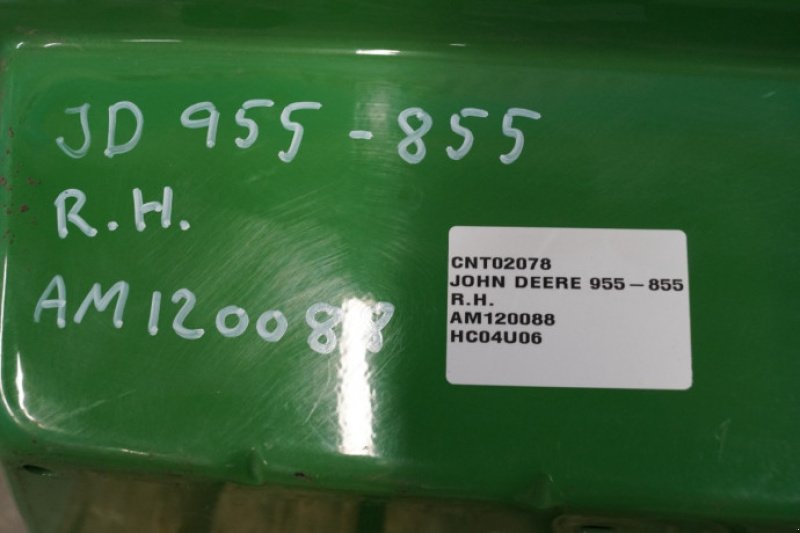 JD 955-855
R.H.
AM120088
CNT02078
JOHN DEERE 955-855
R.H.
AM120088
HC04U06